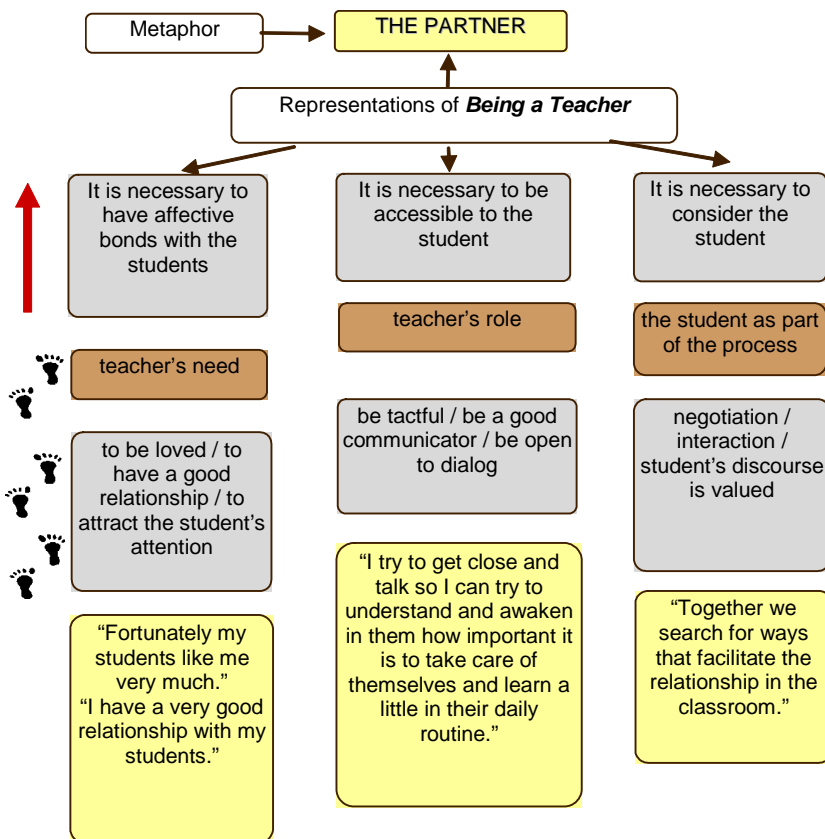 Metaphor
THE PARTNER
Representations of Being a Teacher
It is necessary to
have affective
bonds with the
students
It is necessary to be
accessible to the
student
It is necessary to
consider the
student
teacher’s need
teacher’s role
the student as part
of the process
to be loved / to
have a good
relationship / to
attract the student’s
attention
be tactful / be a good
communicator / be open
to dialog
negotiation /
interaction /
student’s discourse
is valued
“Fortunately my
students like me
very much.”
“I have a very good
relationship with my
students.”
“I try to get close and
talk so I can try to
understand and awaken
in them how important it
is to take care of
themselves and learn a
little in their daily
routine.”
“Together we
search for ways
that facilitate the
relationship in the
classroom.”